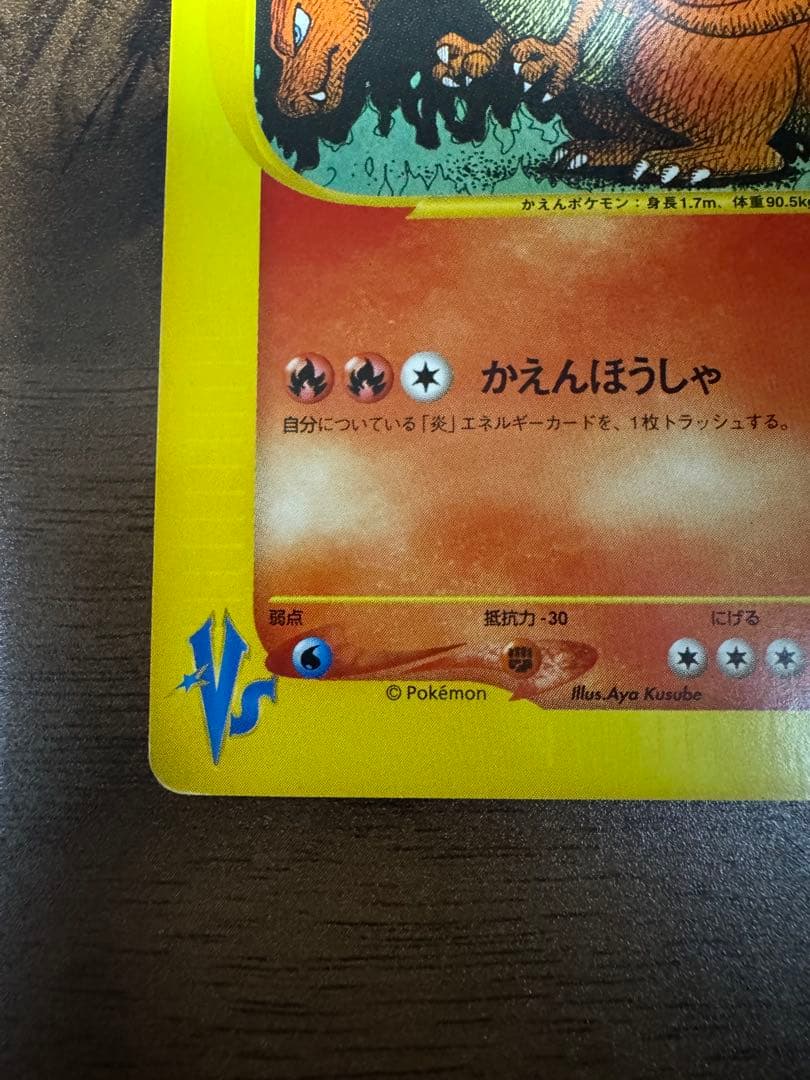 かえんポケモン：身長1.7m、体重90.5kg
かえんほうしゃ
自分についている「炎」エネルギーカードを、1枚トラッシュする。
弱点 抵抗力 -30 にげる
VS
© Pokémon Illus.Aya Kusube